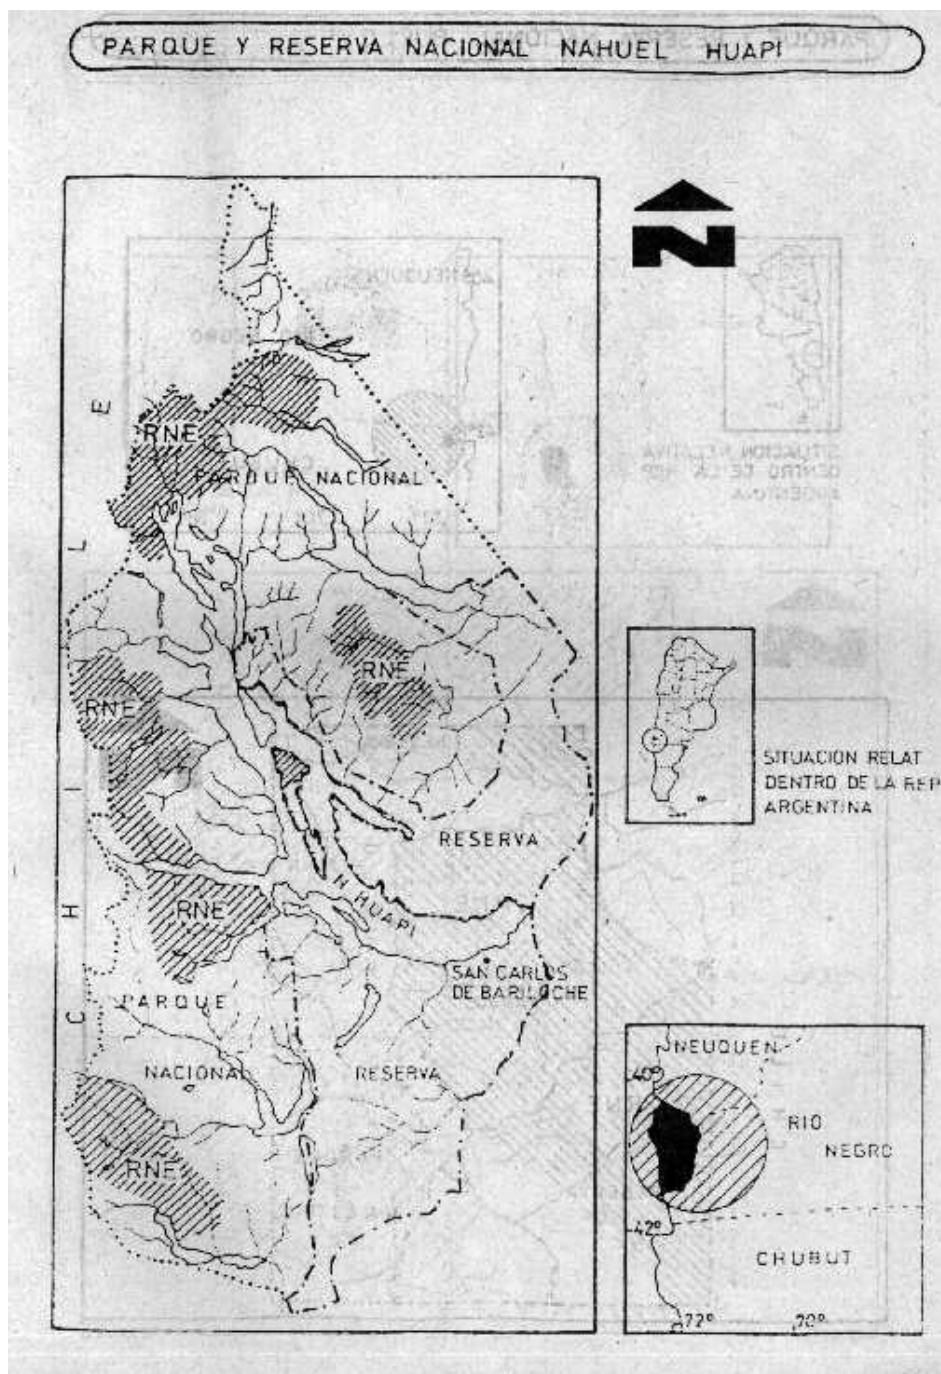 PARQUE Y RESERVA NACIONAL NAHUEL HUAPI
N
CHILE
RNE
PARQUE NACIONAL
RNE
RNE
RESERVA
RNE
N. HUAPI
SAN CARLOS
DE BARILOCHE
PARQUE
NACIONAL
RESERVA
RNE
SITUACION RELAT
DENTRO DE LA REP
ARGENTINA
NEUQUEN
40°
RIO
NEGRO
42°
CHUBUT
72°
70°